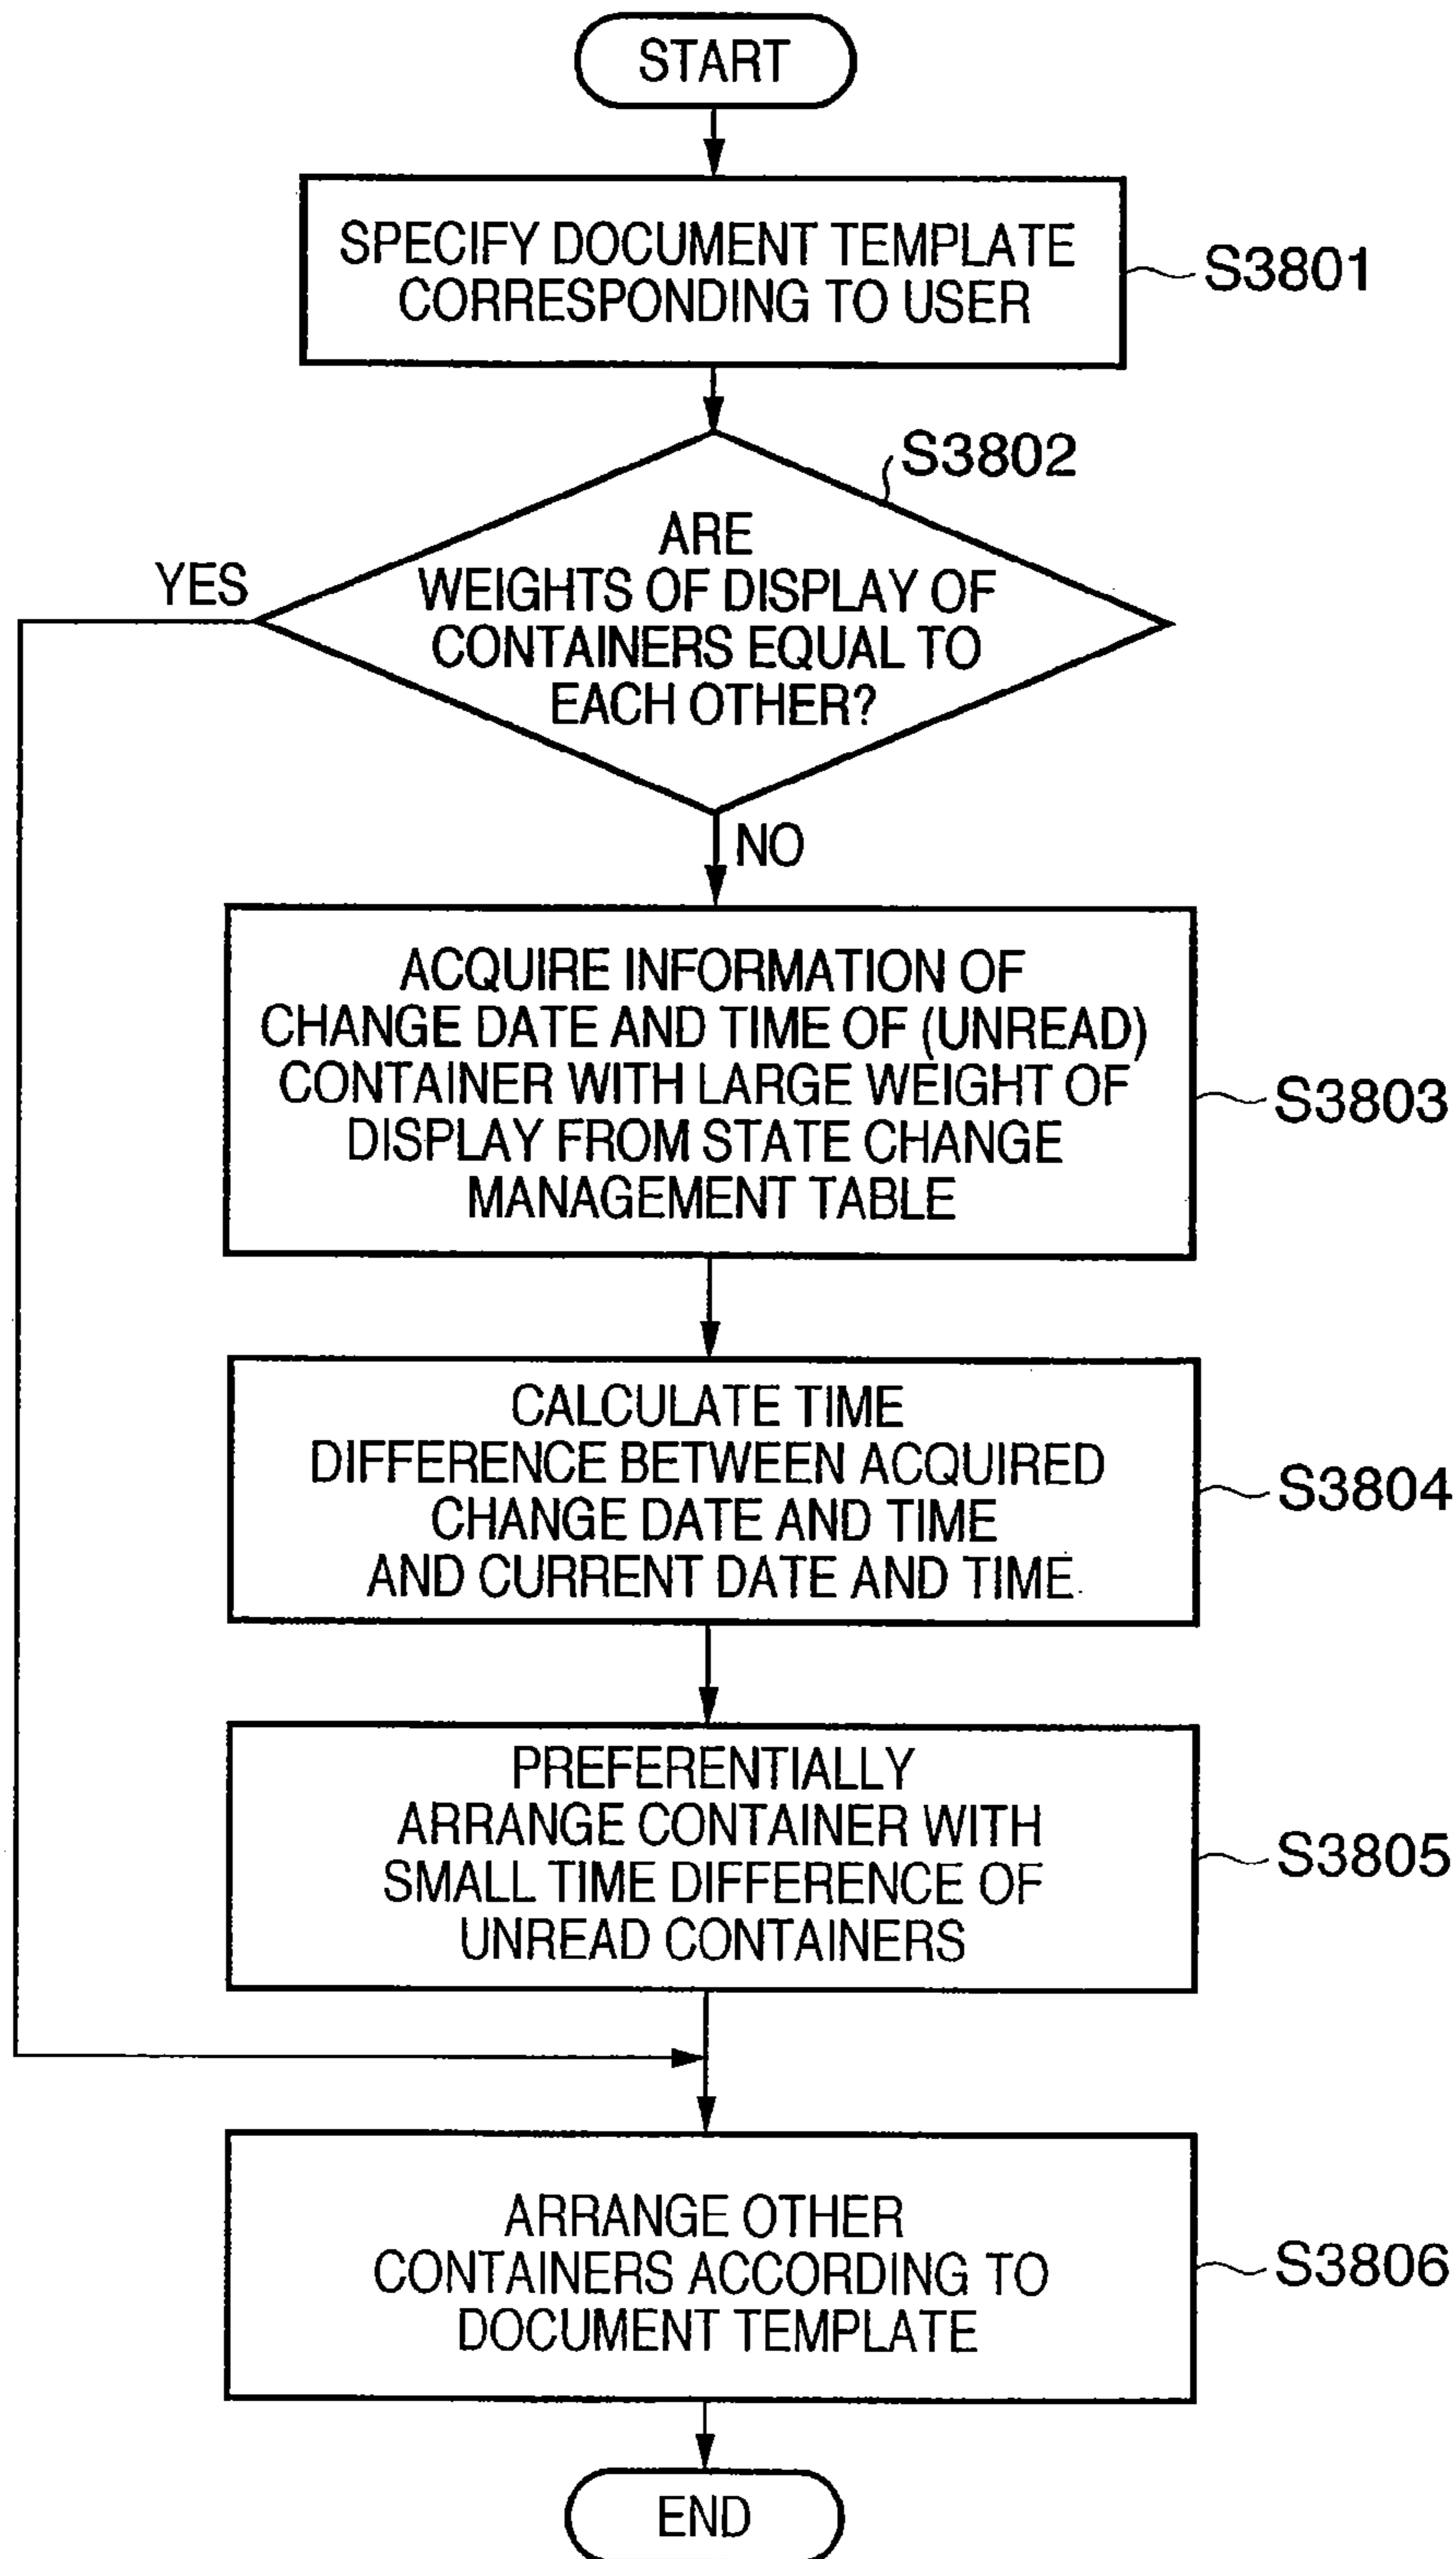 START
SPECIFY DOCUMENT TEMPLATE
CORRESPONDING TO USER
S3801
S3802
ARE
WEIGHTS OF DISPLAY OF
CONTAINERS EQUAL TO
EACH OTHER?
YES
NO
ACQUIRE INFORMATION OF
CHANGE DATE AND TIME OF (UNREAD)
CONTAINER WITH LARGE WEIGHT OF
DISPLAY FROM STATE CHANGE
MANAGEMENT TABLE
S3803
CALCULATE TIME
DIFFERENCE BETWEEN ACQUIRED
CHANGE DATE AND TIME
AND CURRENT DATE AND TIME
S3804
PREFERENTIALLY
ARRANGE CONTAINER WITH
SMALL TIME DIFFERENCE OF
UNREAD CONTAINERS
S3805
ARRANGE OTHER
CONTAINERS ACCORDING TO
DOCUMENT TEMPLATE
S3806
END